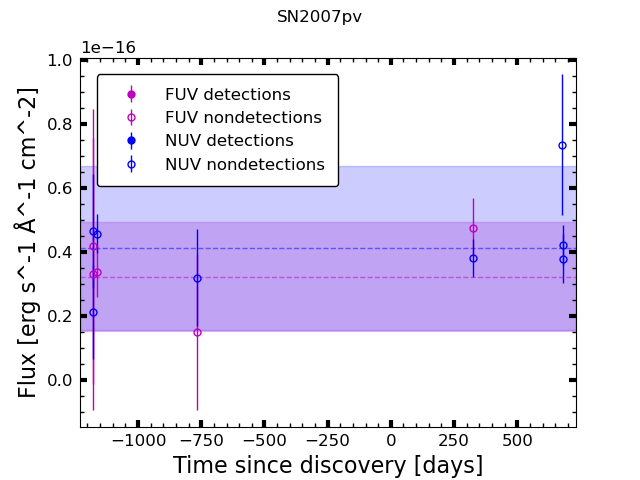 SN2007pv
1e−16
1.0
0.8
0.6
0.4
0.2
0.0
FUV detections
FUV nondetections
NUV detections
NUV nondetections
Flux [erg s^-1 Å^-1 cm^-2]
−1000 −750 −500 −250 0 250 500
Time since discovery [days]